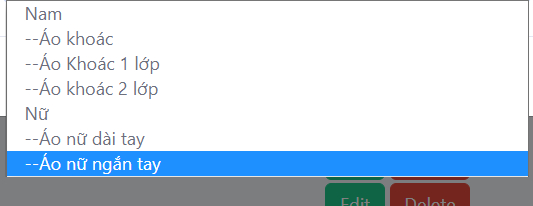 Nam
--Áo khoác
--Áo Khoác 1 lớp
--Áo khoác 2 lớp
Nữ
--Áo nữ dài tay
--Áo nữ ngắn tay
Edit Delete